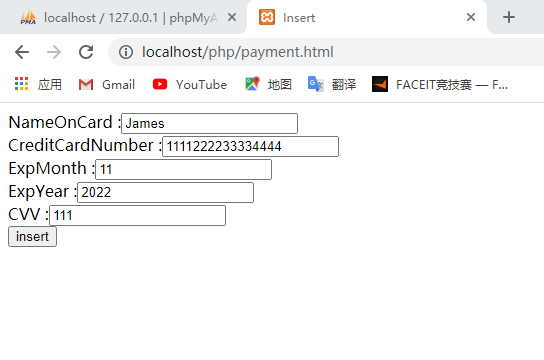 localhost / 127.0.0.1 | phpMyA
Insert
localhost/php/payment.html
应用 Gmail YouTube 地图 翻译 FACEIT竞技赛 — F...
NameOnCard : James
CreditCardNumber : 1111222233334444
ExpMonth : 11
ExpYear : 2022
CVV : 111
insert